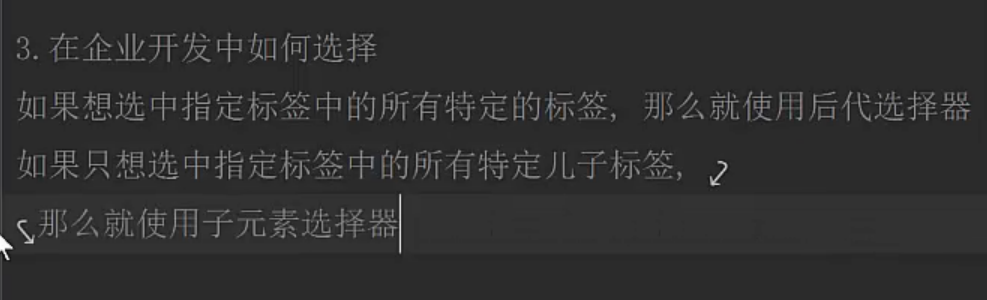 3.在企业开发中如何选择
如果想选中指定标签中的所有特定的标签, 那么就使用后代选择器
如果只想选中指定标签中的所有特定儿子标签,
那么就使用子元素选择器